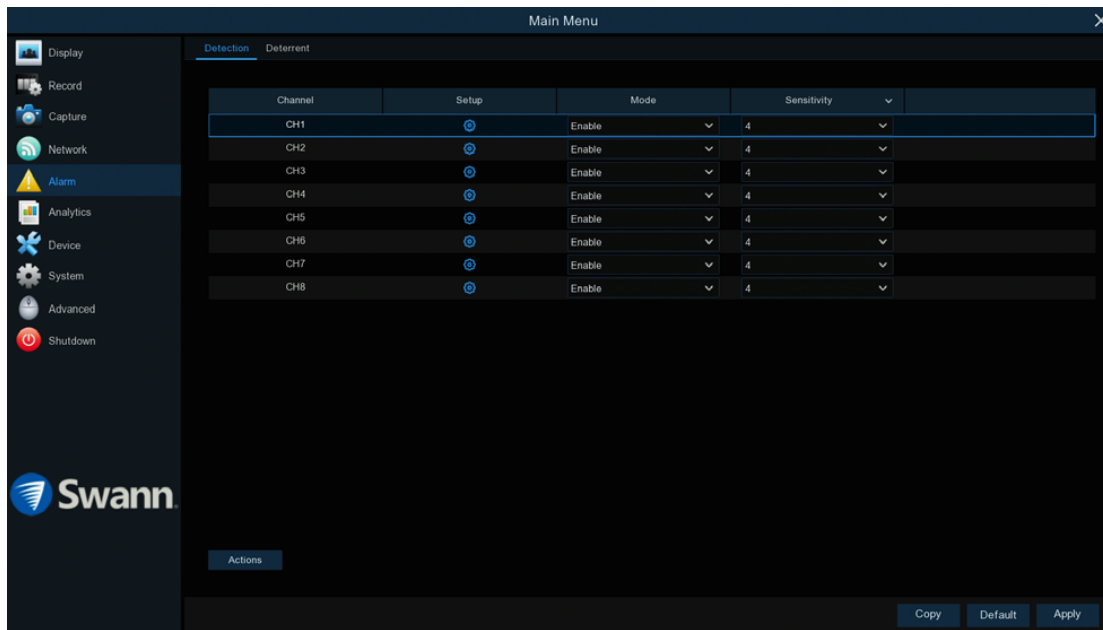 Main Menu
Display
Record
Capture
Network
Alarm
Analytics
Device
System
Advanced
Shutdown
Swann
Detection Deterrent
Channel Setup Mode Sensitivity
CH1 Enable 4
CH2 Enable 4
CH3 Enable 4
CH4 Enable 4
CH5 Enable 4
CH6 Enable 4
CH7 Enable 4
CH8 Enable 4
Actions
Copy Default Apply